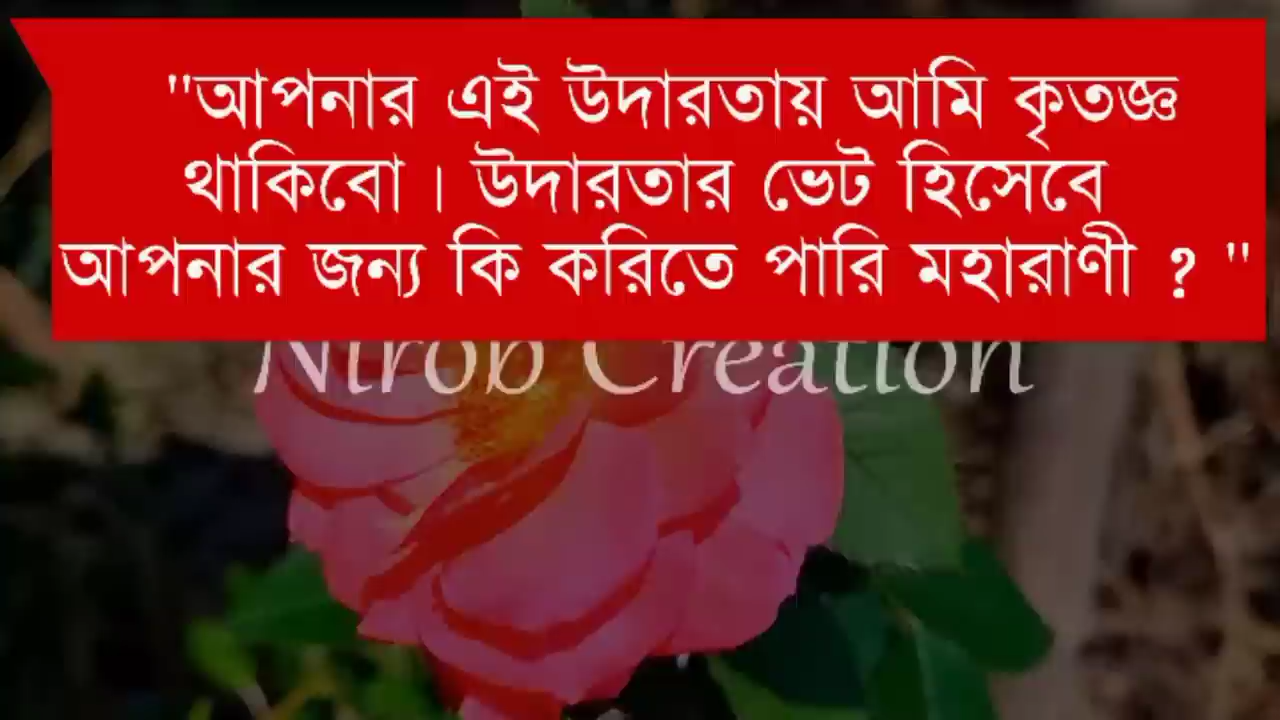 "আপনার এই উদারতায় আমি কৃতজ্ঞ
থাকিবো। উদারতার ভেট হিসেবে
আপনার জন্য কি করিতে পারি মহারাণী ? "
Nirob Creation